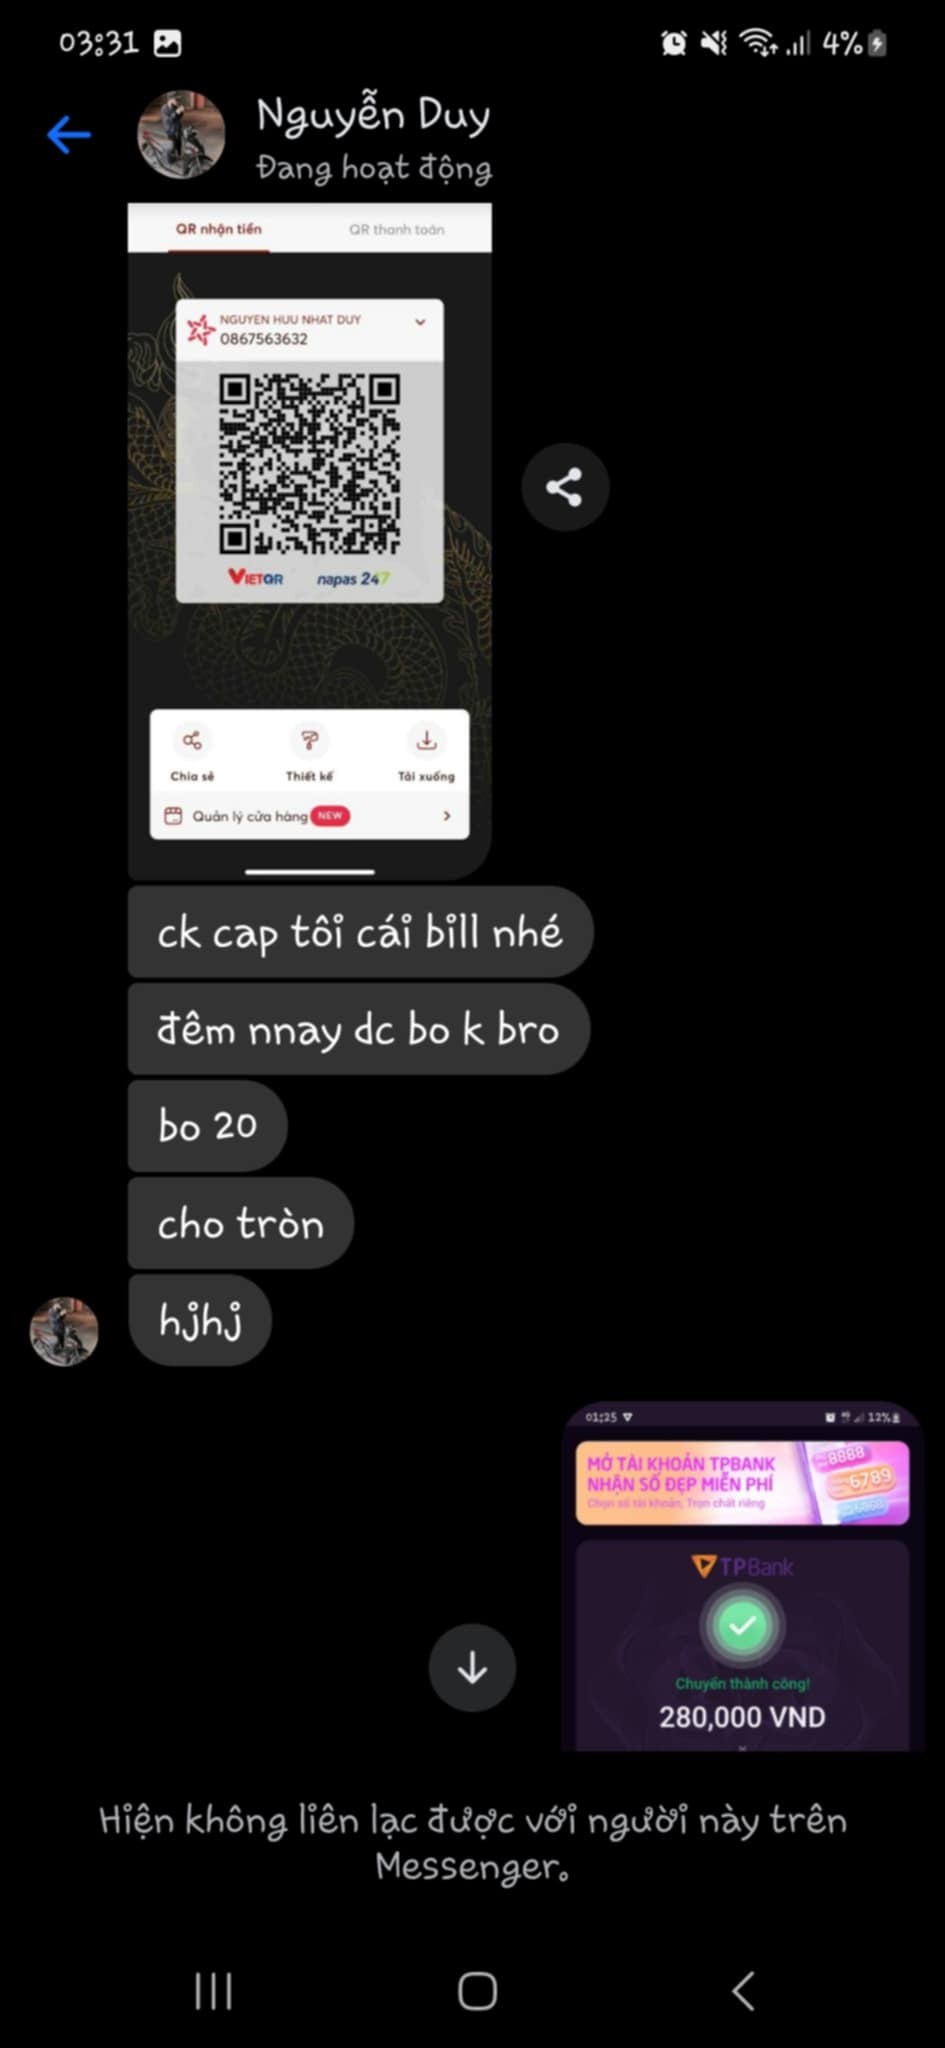 03:31
4%
Nguyễn Duy
Đang hoạt động
QR nhận tiền
QR thanh toán
NGUYEN HUU NHAT DUY
0867563632
VIETQR
napas 247
Chia sẻ
Thiết kế
Tải xuống
Quản lý cửa hàng NEW
ck cap tôi cái bill nhé
đêm nnay dc bo k bro
bo 20
cho tròn
hjhj
01:25
12%
MỞ TÀI KHOẢN TPBANK
NHẬN SỐ ĐẸP MIỄN PHÍ
Chọn số tài khoản, Trọn chất riêng
8888
6789
TPBank
Chuyển thành công!
280,000 VND
Hiện không liên lạc được với người này trên
Messenger.